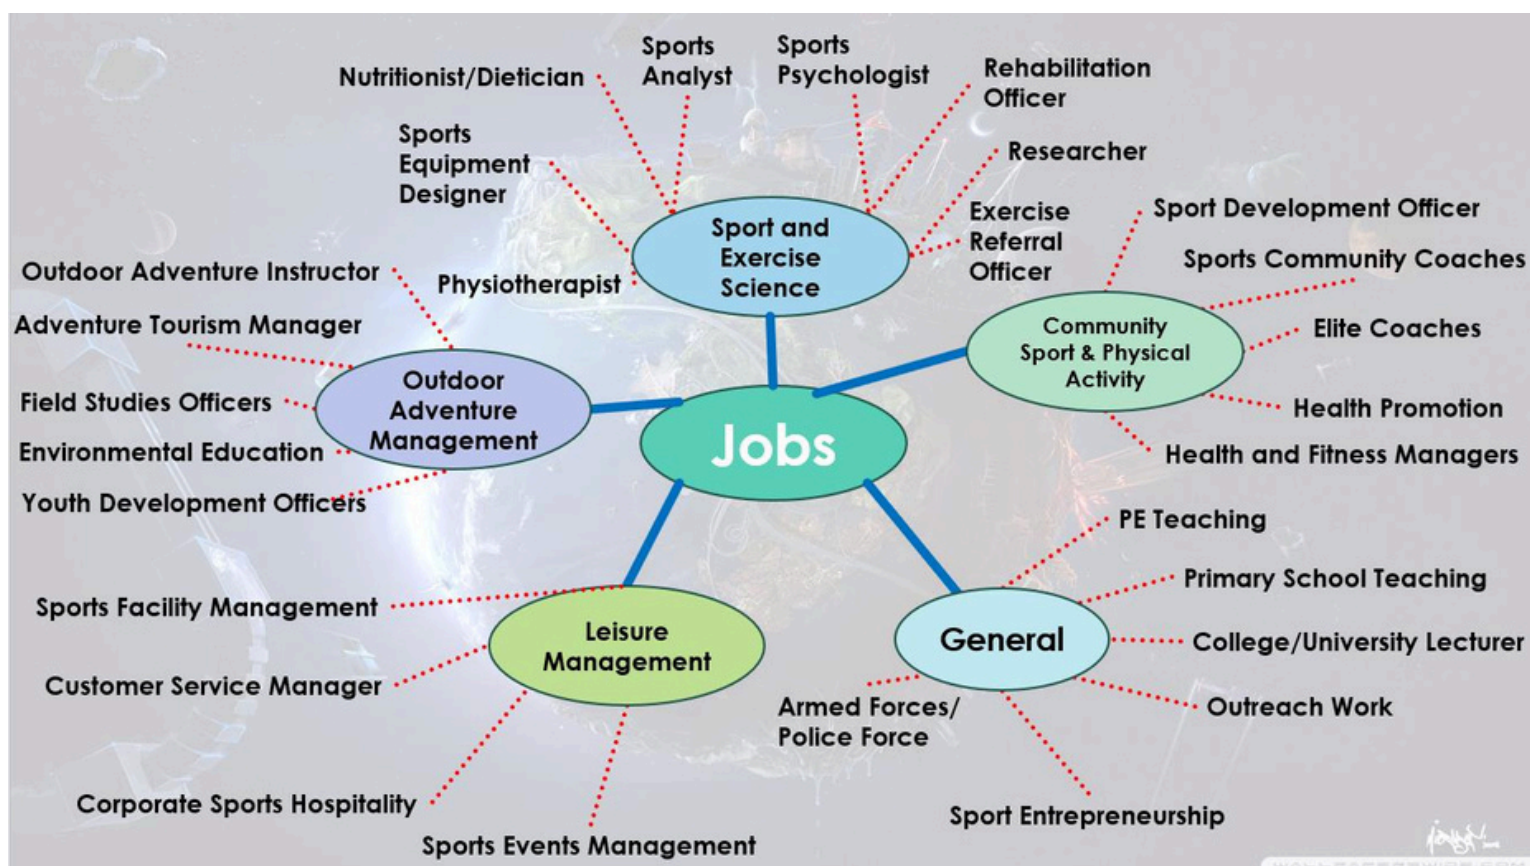 Sports
Analyst
Sports
Psychologist
Nutritionist/Dietician
Rehabilitation
Officer
Sports
Equipment
Designer
Researcher
Exercise
Referral
Officer
Physiotherapist
Sport and
Exercise
Science
Sport Development Officer
Sports Community Coaches
Elite Coaches
Health Promotion
Health and Fitness Managers
Community
Sport & Physical
Activity
Outdoor Adventure Instructor
Adventure Tourism Manager
Field Studies Officers
Environmental Education
Youth Development Officers
Outdoor
Adventure
Management
Jobs
Sports Facility Management
Customer Service Manager
Corporate Sports Hospitality
Sports Events Management
Leisure
Management
General
PE Teaching
Primary School Teaching
College/University Lecturer
Outreach Work
Armed Forces/
Police Force
Sport Entrepreneurship